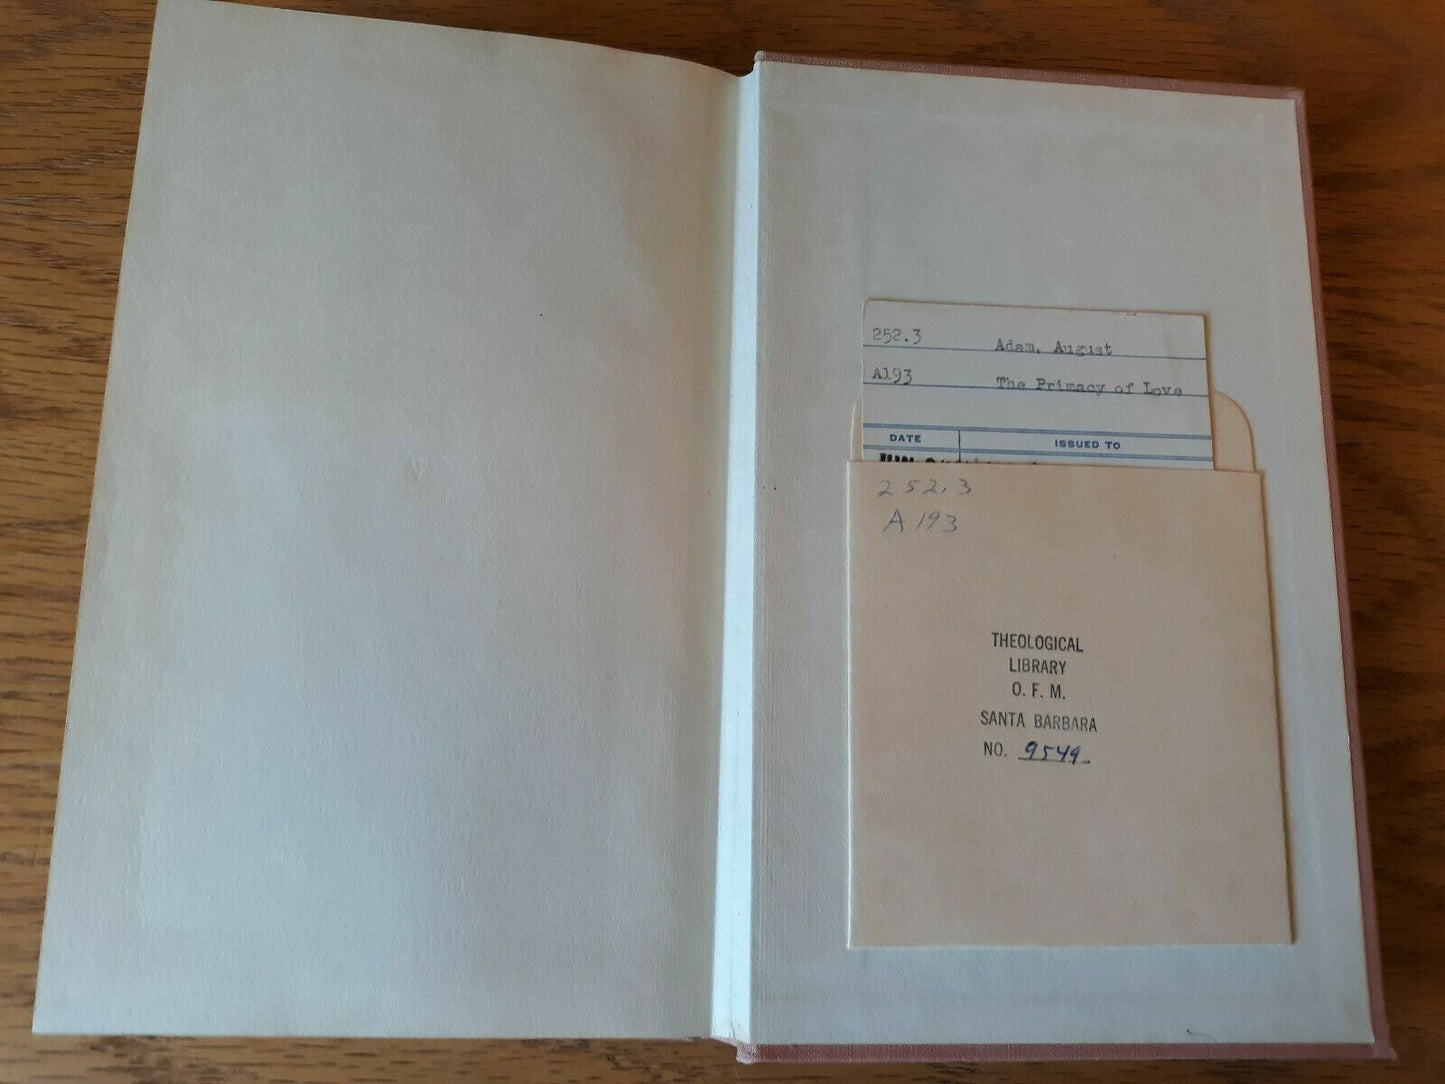 252.3 Adam, August
A193 The Primacy of Love
DATE ISSUED TO
JUN
252.3
A193
THEOLOGICAL
LIBRARY
O. F. M.
SANTA BARBARA
NO. 9549